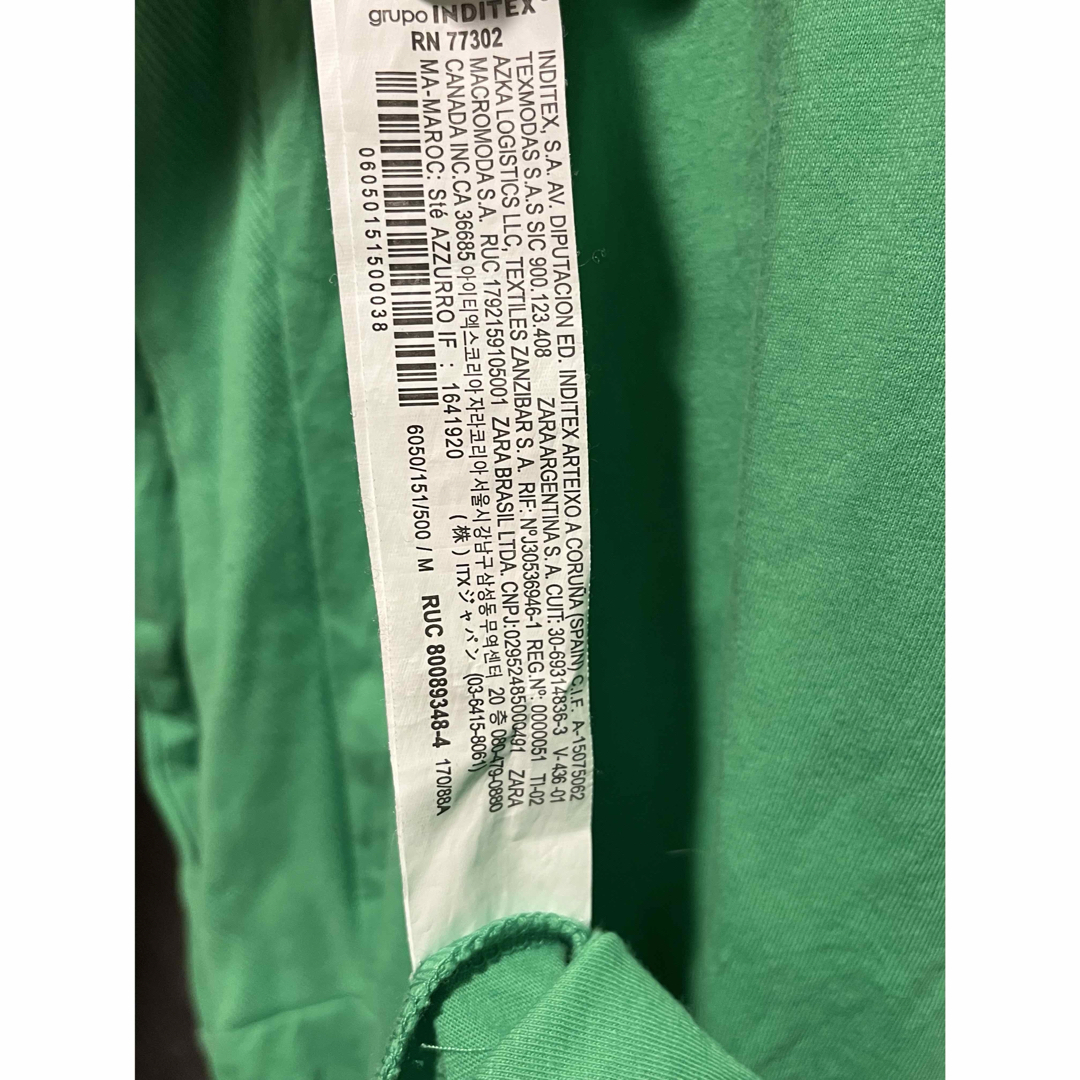 grupo INDITEX
RN 77302
INDITEX, S.A. AV. DIPUTACION ED. INDITEX ARTEIXO A CORUÑA (SPAIN) C.I.F. A-15075062
TEXMODAS S.A.S SIC 900.123.408 ZARA ARGENTINA S. A. CUIT: 30-69314836-3 V-436-01
AZKA LOGISTICS LLC, TEXTILES ZANZIBAR S. A. RIF: NºJ30536946-1 REG.Nº: 0000051 TI-02
MACROMODA S.A. RUC 1792159105001 ZARA BRASIL LTDA. CNPJ:02952485000491 ZARA
CANADA INC.CA 36685 아이티엑스코리아 자라코리아 서울시 강남구 삼성동 무역센터 20 층 080-479-0880
MA-MAROC: Sté AZZURRO IF : 1641920 (株) ITXジャパン (03-6415-8061)
06050151500038
6050/151/500 / M RUC 80089348-4 170/88A